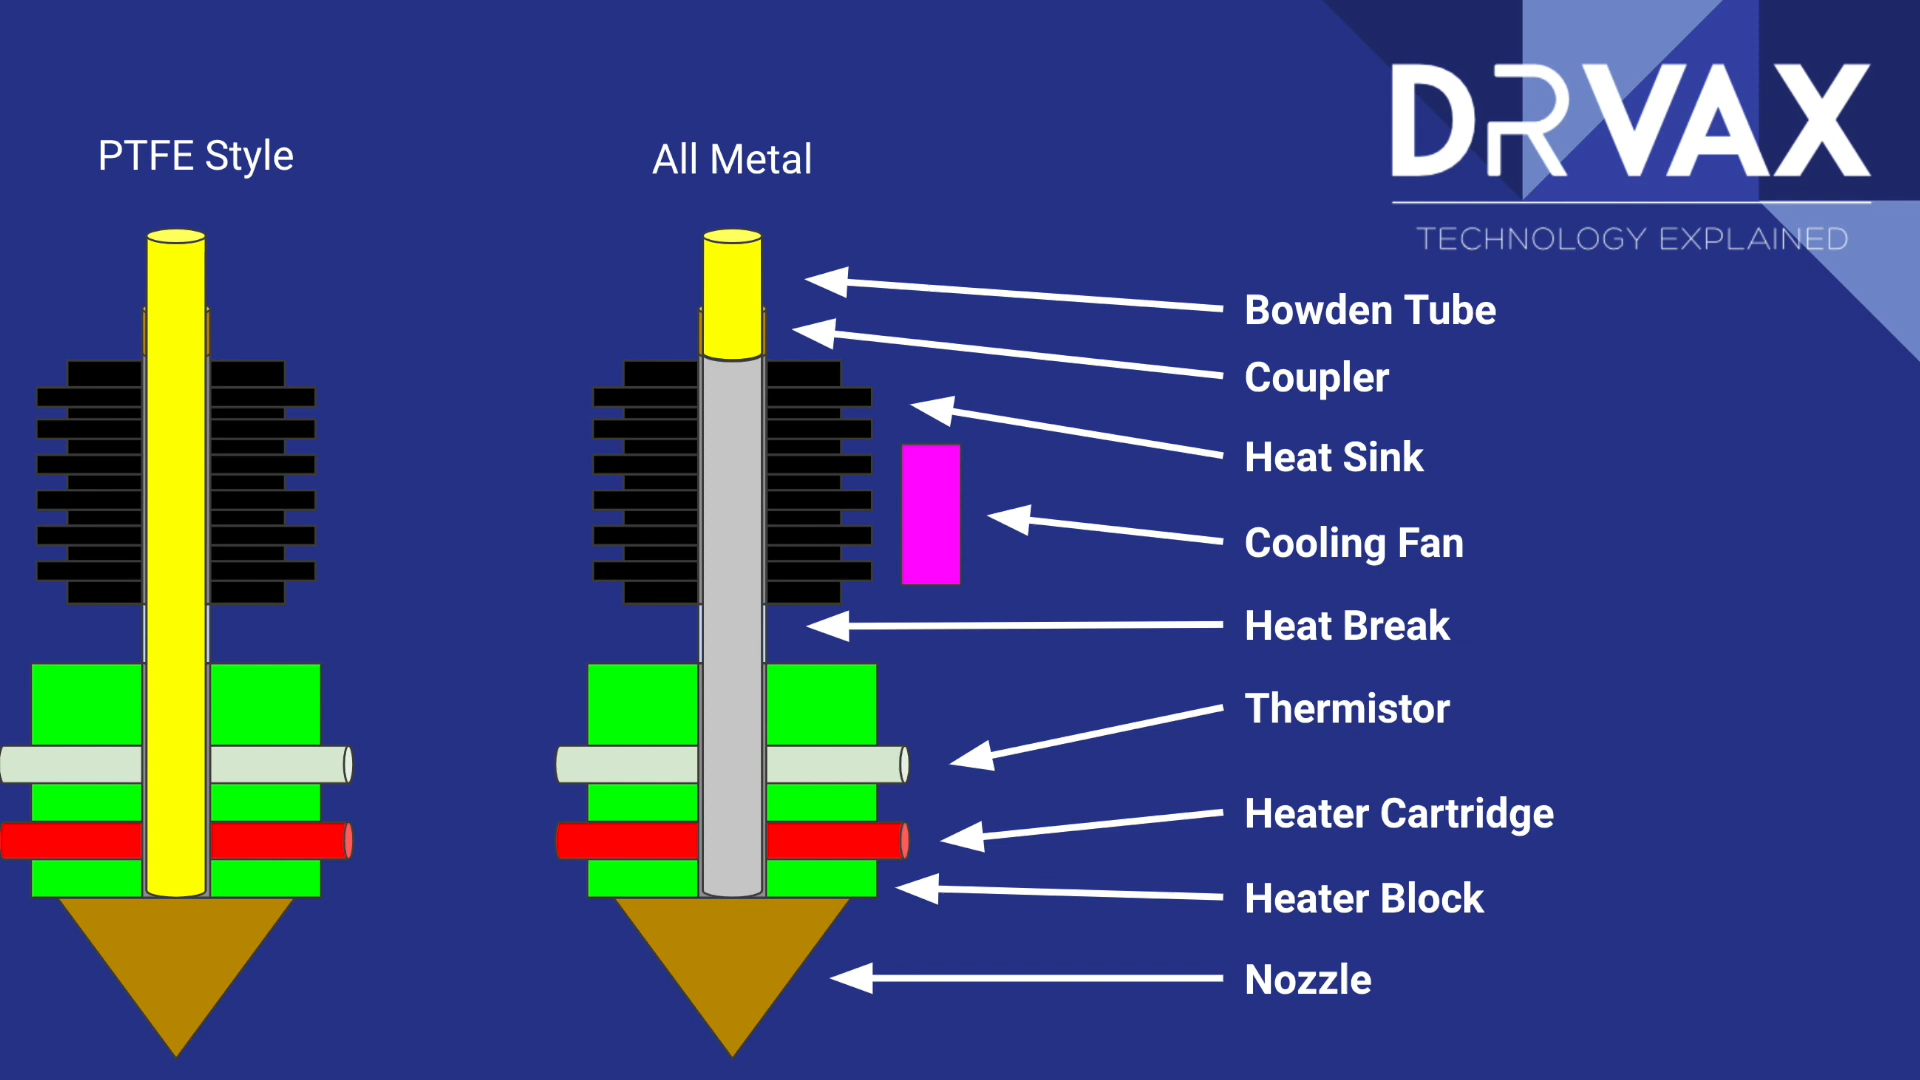 DRVAX
TECHNOLOGY EXPLAINED
PTFE Style
All Metal
Bowden Tube
Coupler
Heat Sink
Cooling Fan
Heat Break
Thermistor
Heater Cartridge
Heater Block
Nozzle